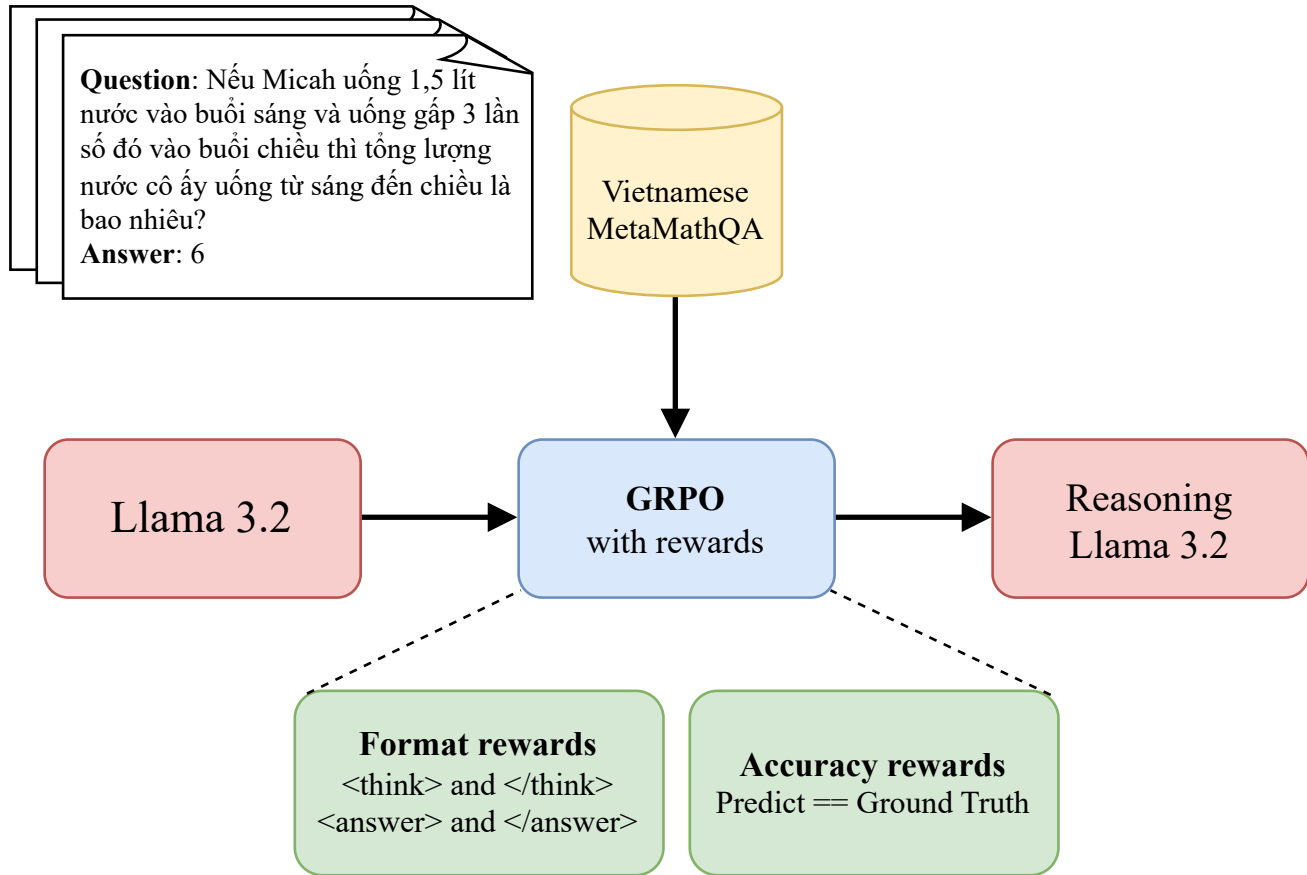 Question: Nếu Micah uống 1,5 lít
nước vào buổi sáng và uống gấp 3 lần
số đó vào buổi chiều thì tổng lượng
nước cô ấy uống từ sáng đến chiều là
bao nhiêu?
Answer: 6
Vietnamese
MetaMathQA
Llama 3.2
GRPO
with rewards
Reasoning
Llama 3.2
Format rewards
<think> and </think>
<answer> and </answer>
Accuracy rewards
Predict == Ground Truth